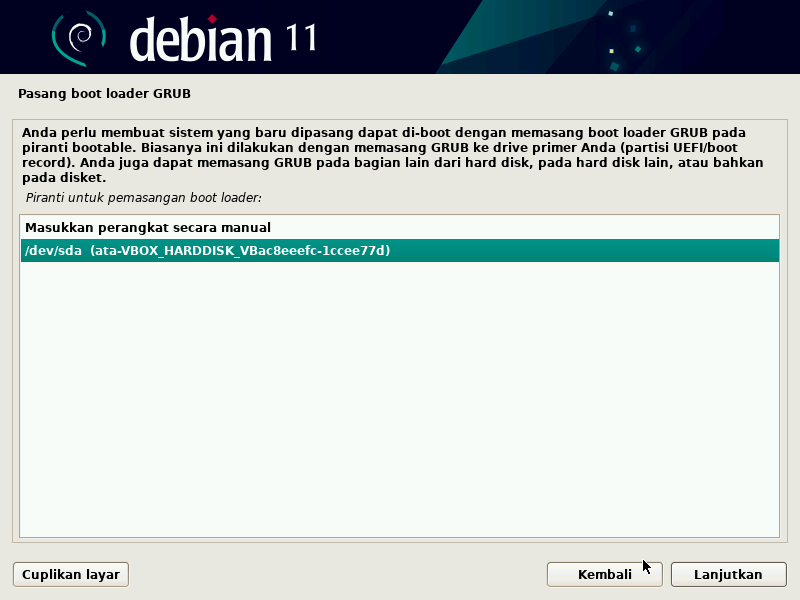 debian 11
Pasang boot loader GRUB
Anda perlu membuat sistem yang baru dipasang dapat di-boot dengan memasang boot loader GRUB pada
piranti bootable. Biasanya ini dilakukan dengan memasang GRUB ke drive primer Anda (partisi UEFI/boot
record). Anda juga dapat memasang GRUB pada bagian lain dari hard disk, pada hard disk lain, atau bahkan
pada disket.
Piranti untuk pemasangan boot loader:
Masukkan perangkat secara manual
/dev/sda  (ata-VBOX_HARDDISK_VBac8eeefc-1ccee77d)
Cuplikan layar
Kembali
Lanjutkan